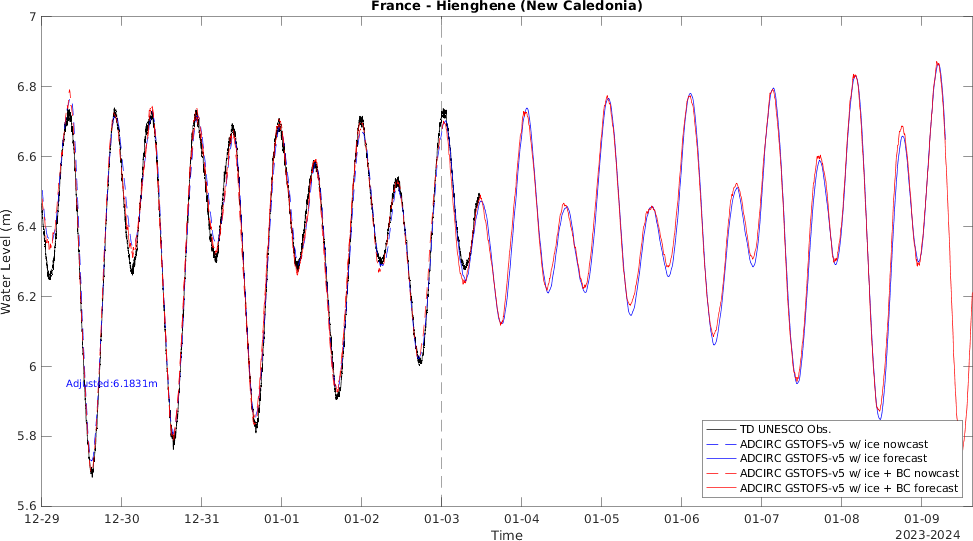 France - Hienghene (New Caledonia)
7
6.8
6.6
6.4
6.2
6
5.8
5.6
Water Level (m)
Adjusted:6.1831m
TD UNESCO Obs.
ADCIRC GSTOFS-v5 w/ ice nowcast
ADCIRC GSTOFS-v5 w/ ice forecast
ADCIRC GSTOFS-v5 w/ ice + BC nowcast
ADCIRC GSTOFS-v5 w/ ice + BC forecast
12-29 12-30 12-31 01-01 01-02 01-03 01-04 01-05 01-06 01-07 01-08 01-09
Time
2023-2024